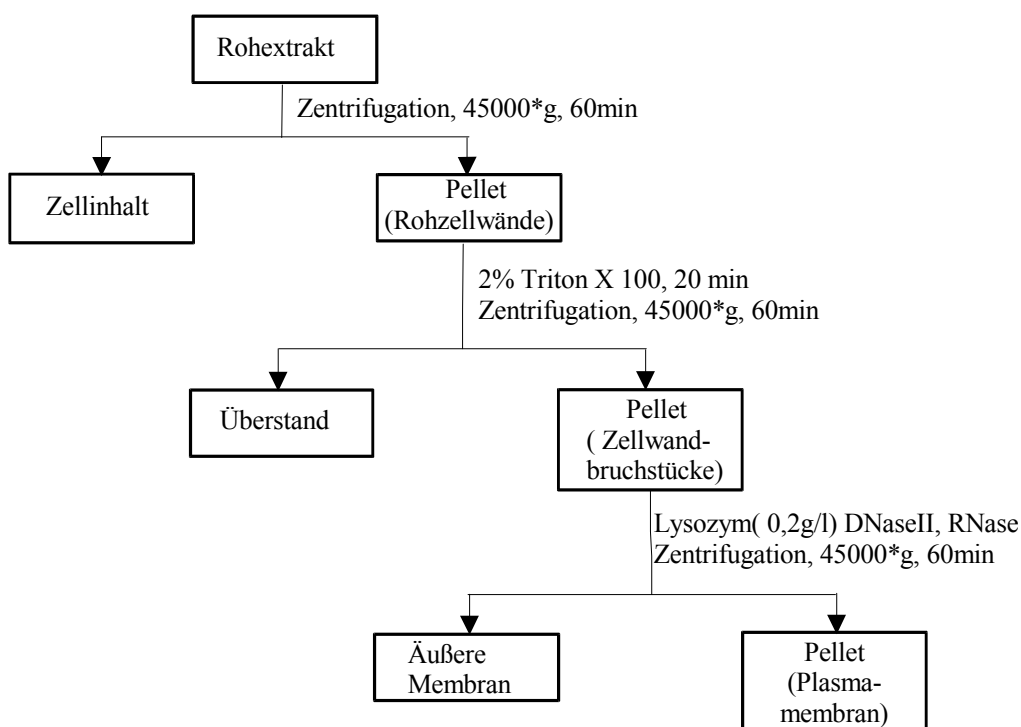 Rohextrakt
Zentrifugation, 45000*g, 60min
Zellinhalt
Pellet
(Rohzellwände)
2% Triton X 100, 20 min
Zentrifugation, 45000*g, 60min
Überstand
Pellet
( Zellwand-
bruchstücke)
Lysozym( 0,2g/l) DNaseII, RNase
Zentrifugation, 45000*g, 60min
Äußere
Membran
Pellet
(Plasma-
membran)